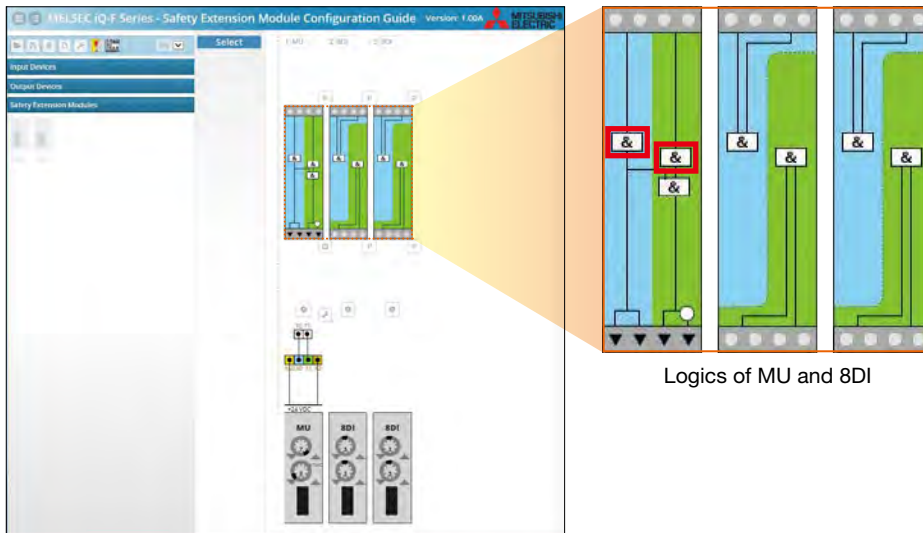 MELSEC iQ-F Series - Safety Extension Module Configuration Guide Version: 1.00A MITSUBISHI ELECTRIC
Select
Input Devices
Output Devices
Safety Extension Modules
& & & & & & &
& & & & & & &
+24 VDC
MU 8DI 8DI
Logics of MU and 8DI